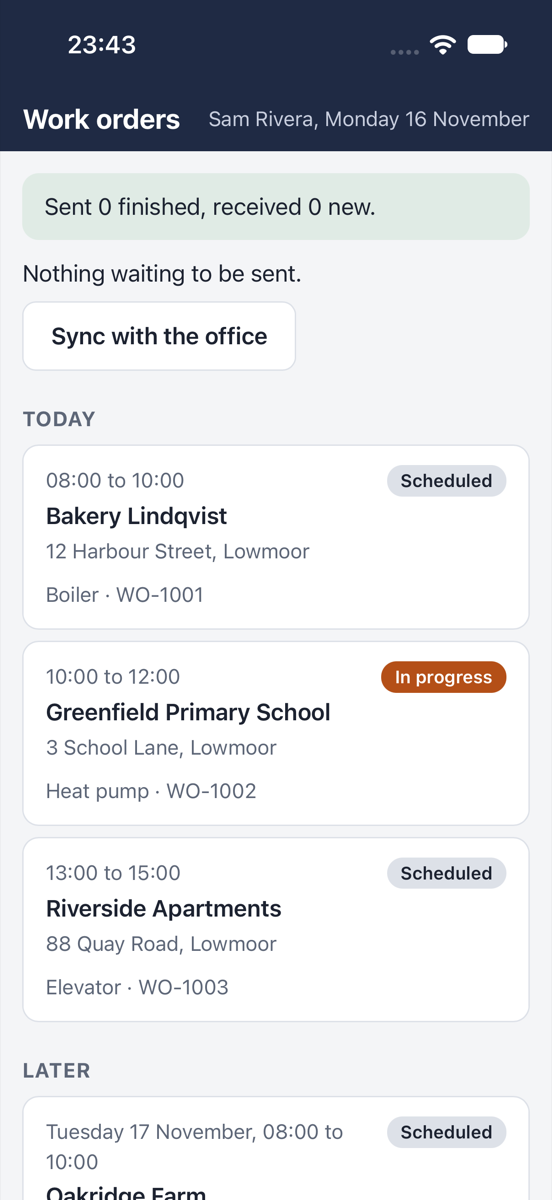 23:43
Work orders
Sam Rivera, Monday 16 November
Sent 0 finished, received 0 new.
Nothing waiting to be sent.
Sync with the office
TODAY
08:00 to 10:00
Scheduled
Bakery Lindqvist
12 Harbour Street, Lowmoor
Boiler · WO-1001
10:00 to 12:00
In progress
Greenfield Primary School
3 School Lane, Lowmoor
Heat pump · WO-1002
13:00 to 15:00
Scheduled
Riverside Apartments
88 Quay Road, Lowmoor
Elevator · WO-1003
LATER
Tuesday 17 November, 08:00 to
10:00
Scheduled
Oakridge Farm